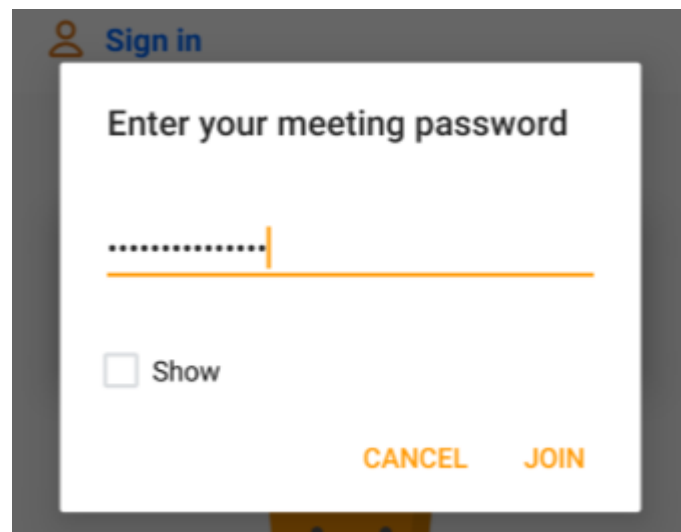 Sign in
Enter your meeting password
•••••••••••••••
Show
CANCEL JOIN